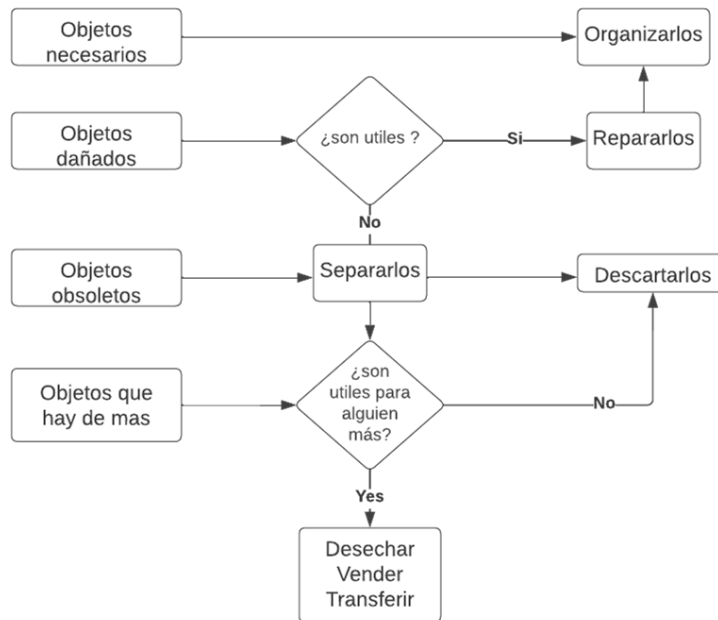 Objetos
necesarios
Organizarlos
Objetos
dañados
¿son utiles ?
Si
Repararlos
No
Objetos
obsoletos
Separarlos
Descartarlos
Objetos que
hay de mas
¿son
utiles para
alguien
más?
No
Yes
Desechar
Vender
Transferir